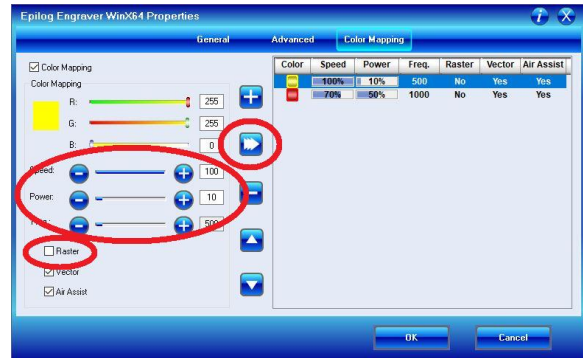 Epilog Engraver WinX64 Properties
General Advanced Color Mapping
Color Mapping
Color Mapping
R: 255
G: 255
B: 0
Speed: 100
Power: 10
500
Raster
Vector
Air Assist
Color Speed Power Freq. Raster Vector Air Assist
100% 10% 500 No Yes Yes
70% 50% 1000 No Yes Yes
OK Cancel